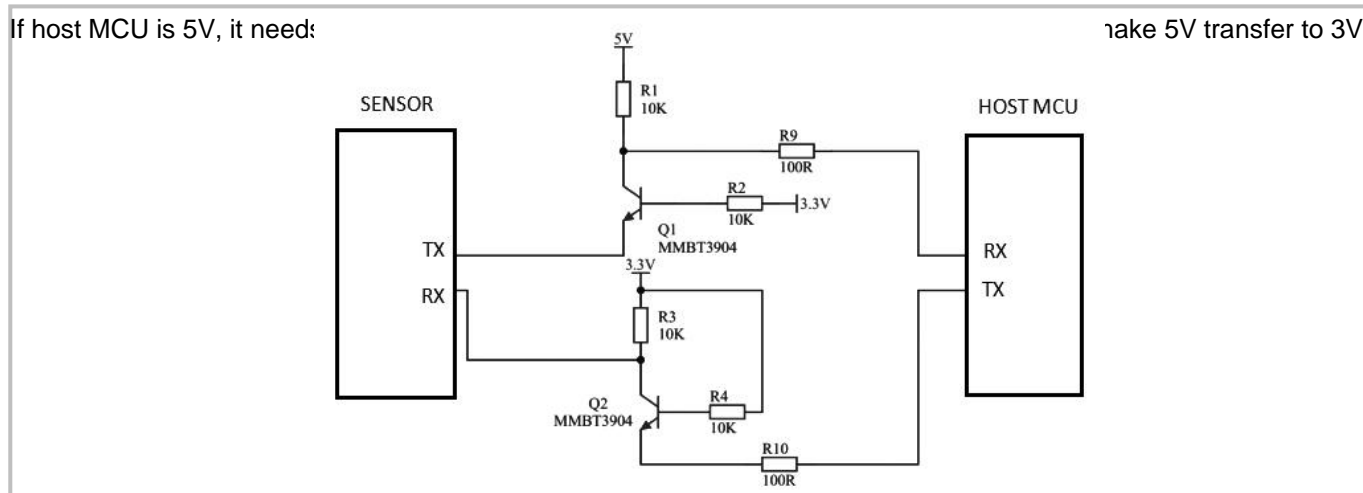 If host MCU is 5V, it needs 5V transfer to 3V
5V
R1
10K
SENSOR
HOST MCU
R9
100R
R2
10K
3.3V
Q1
MMBT3904
TX
RX
3.3V
RX
TX
R3
10K
Q2
MMBT3904
R4
10K
R10
100R